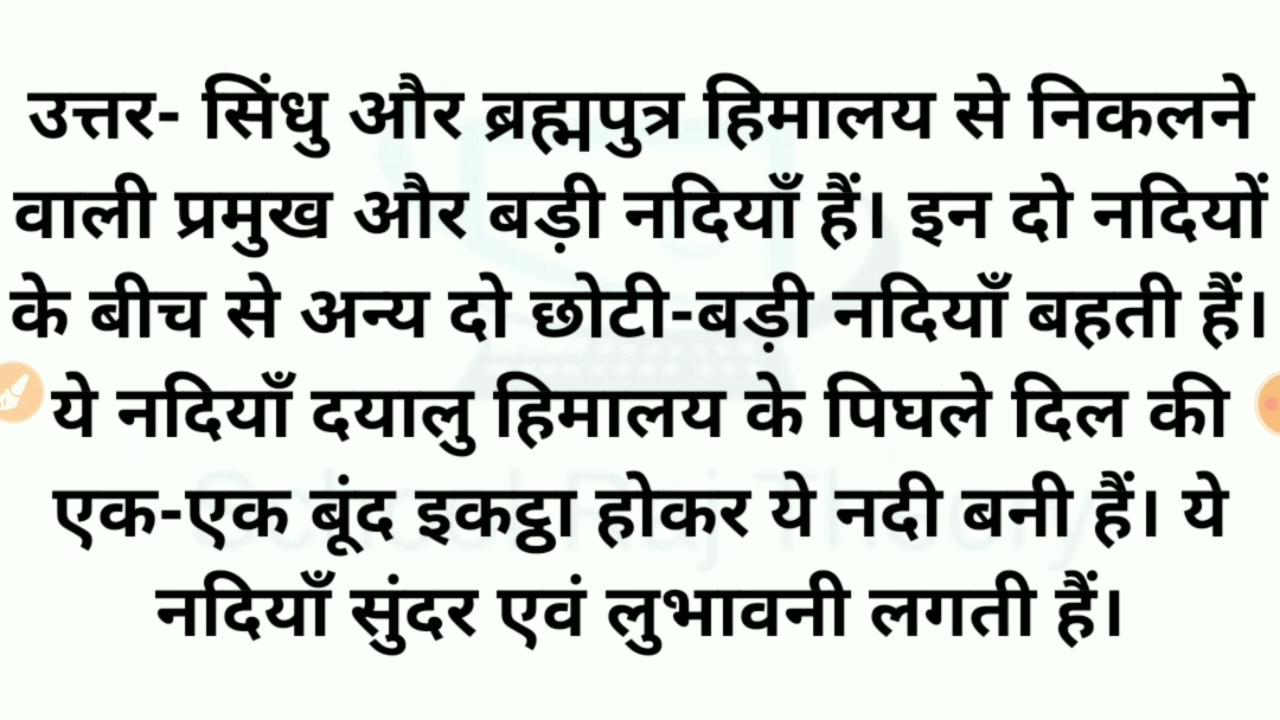 उत्तर- सिंधु और ब्रह्मपुत्र हिमालय से निकलने
वाली प्रमुख और बड़ी नदियाँ हैं। इन दो नदियों
के बीच से अन्य दो छोटी-बड़ी नदियाँ बहती हैं।
ये नदियाँ दयालु हिमालय के पिघले दिल की
एक-एक बूंद इकट्ठा होकर ये नदी बनी हैं। ये
नदियाँ सुंदर एवं लुभावनी लगती हैं।